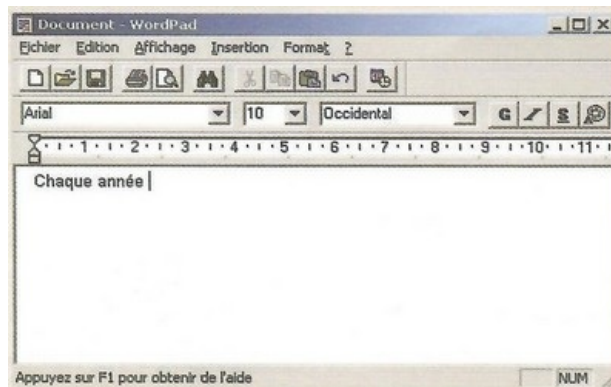 Document - WordPad
Fichier Edition Affichage Insertion Format ?
Arial 10 Occidental G I S
1 2 3 4 5 6 7 8 9 10 11
Chaque année
Appuyez sur F1 pour obtenir de l'aide NUM